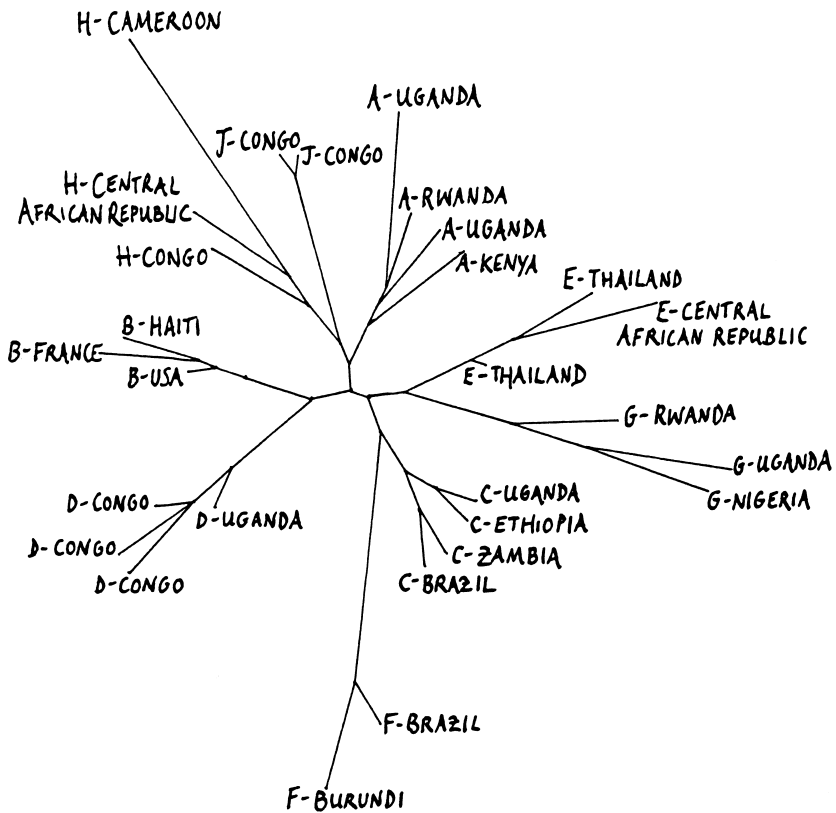 H-CAMEROON
A-UGANDA
J-CONGO
J-CONGO
H-CENTRAL
AFRICAN REPUBLIC
A-RWANDA
A-UGANDA
H-CONGO
A-KENYA
E-THAILAND
E-CENTRAL
AFRICAN REPUBLIC
B-HAITI
B-FRANCE
B-USA
E-THAILAND
G-RWANDA
G-UGANDA
G-NIGERIA
D-CONGO
D-UGANDA
C-UGANDA
C-ETHIOPIA
D-CONGO
C-ZAMBIA
D-CONGO
C-BRAZIL
F-BRAZIL
F-BURUNDI